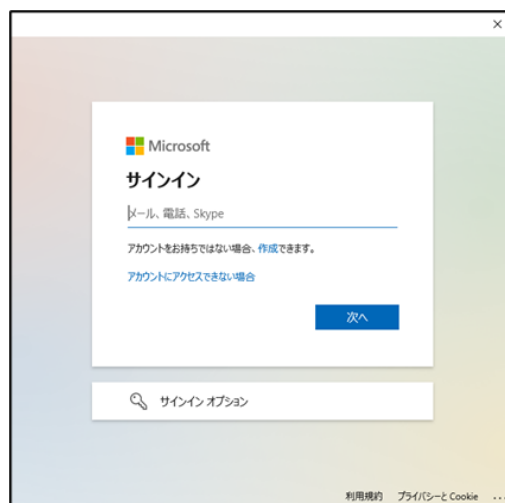 Microsoft
サインイン
メール、電話、Skype
アカウントをお持ちではない場合、作成できます。
アカウントにアクセスできない場合
次へ
サインイン オプション
利用規約 プライバシーと Cookie ...